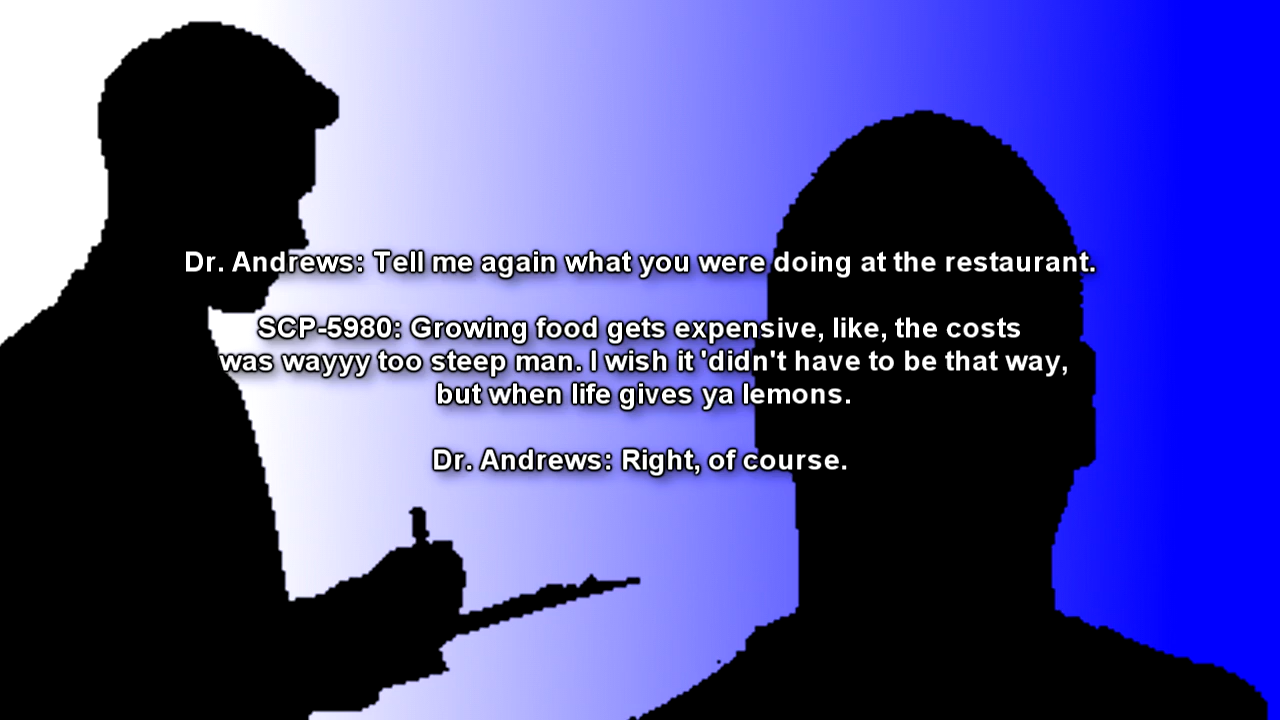 Dr. Andrews: Tell me again what you were doing at the restaurant.
SCP-5980: Growing food gets expensive, like, the costs
was wayyy too steep man. I wish it 'didn't have to be that way,
but when life gives ya lemons.
Dr. Andrews: Right, of course.